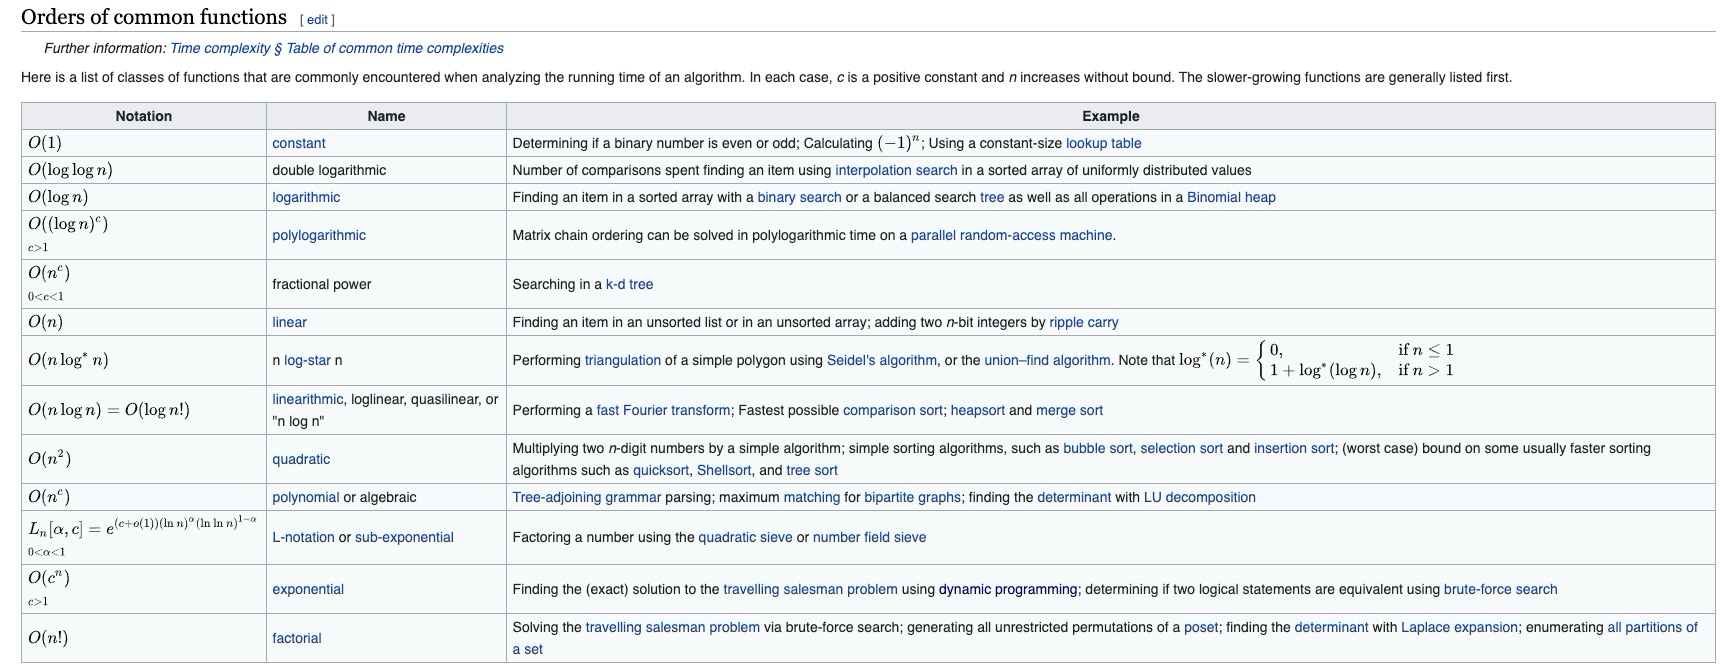 Orders of common functions [ edit ]
Further information: Time complexity § Table of common time complexities
Here is a list of classes of functions that are commonly encountered when analyzing the running time of an algorithm. In each case, c is a positive constant and n increases without bound. The slower-growing functions are generally listed first.
Notation Name Example
O(1) constant Determining if a binary number is even or odd; Calculating (−1)ⁿ; Using a constant-size lookup table
O(log log n) double logarithmic Number of comparisons spent finding an item using interpolation search in a sorted array of uniformly distributed values
O(log n) logarithmic Finding an item in a sorted array with a binary search or a balanced search tree as well as all operations in a Binomial heap
O((log n)ᶜ)
c>1
polylogarithmic Matrix chain ordering can be solved in polylogarithmic time on a parallel random-access machine.
O(nᶜ)
0<c<1
fractional power Searching in a k-d tree
O(n) linear Finding an item in an unsorted list or in an unsorted array; adding two n-bit integers by ripple carry
O(n log* n) n log-star n Performing triangulation of a simple polygon using Seidel's algorithm, or the union–find algorithm. Note that log*(n) = { 0, if n ≤ 1
1 + log*(log n), if n > 1
O(n log n) = O(log n!) linearithmic, loglinear, quasilinear, or
"n log n"
Performing a fast Fourier transform; Fastest possible comparison sort; heapsort and merge sort
O(n²) quadratic Multiplying two n-digit numbers by a simple algorithm; simple sorting algorithms, such as bubble sort, selection sort and insertion sort; (worst case) bound on some usually faster sorting
algorithms such as quicksort, Shellsort, and tree sort
O(nᶜ) polynomial or algebraic Tree-adjoining grammar parsing; maximum matching for bipartite graphs; finding the determinant with LU decomposition
Lₙ[α, c] = e^((c+o(1))(ln n)^α(ln ln n)^(1−α))
0<α<1
L-notation or sub-exponential Factoring a number using the quadratic sieve or number field sieve
O(cⁿ)
c>1
exponential Finding the (exact) solution to the travelling salesman problem using dynamic programming; determining if two logical statements are equivalent using brute-force search
O(n!) factorial Solving the travelling salesman problem via brute-force search; generating all unrestricted permutations of a poset; finding the determinant with Laplace expansion; enumerating all partitions of
a set